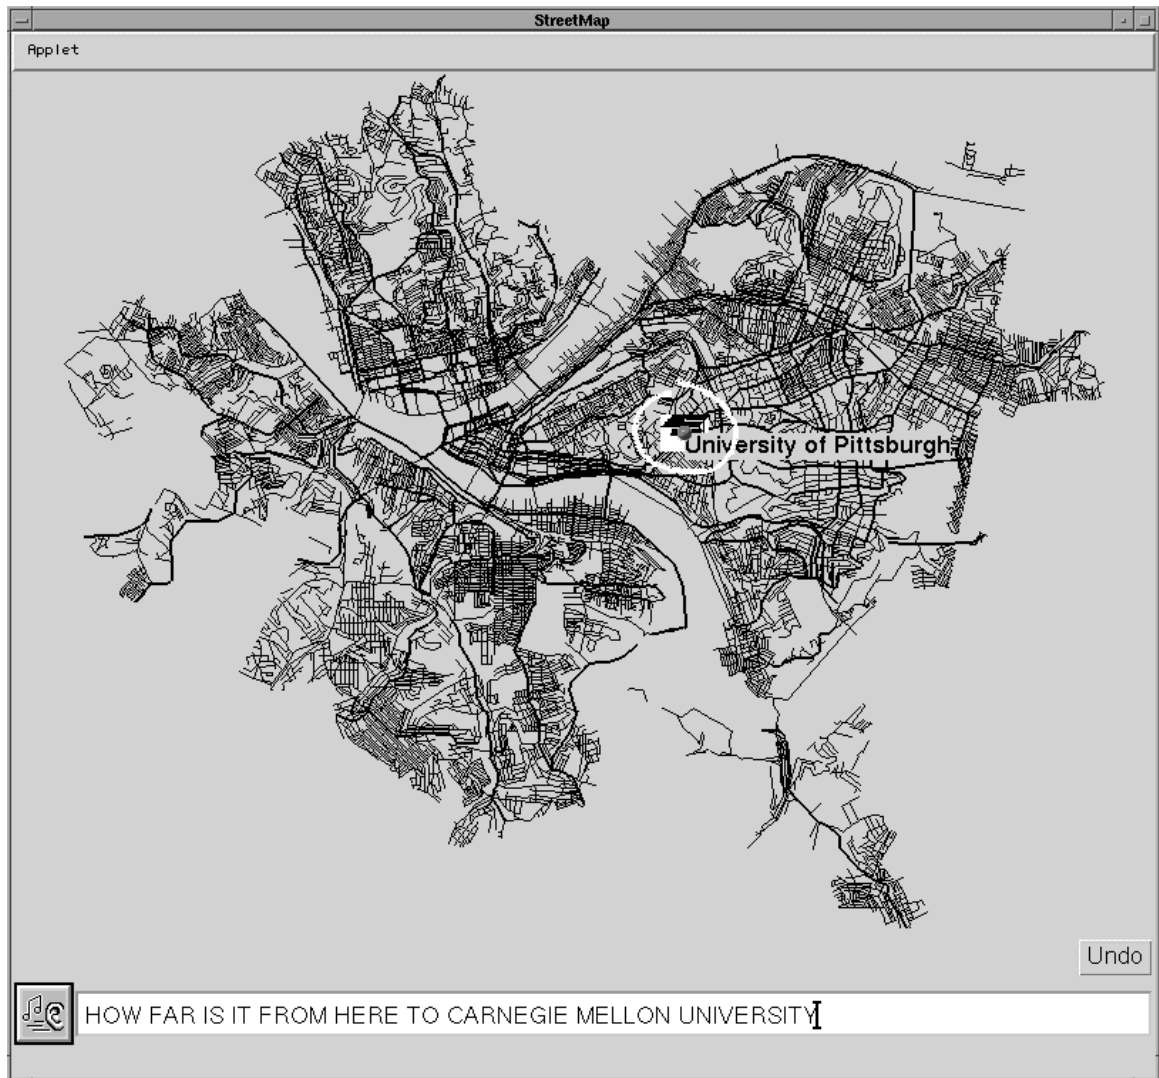 StreetMap
Applet
University of Pittsburgh
Undo
HOW FAR IS IT FROM HERE TO CARNEGIE MELLON UNIVERSITY